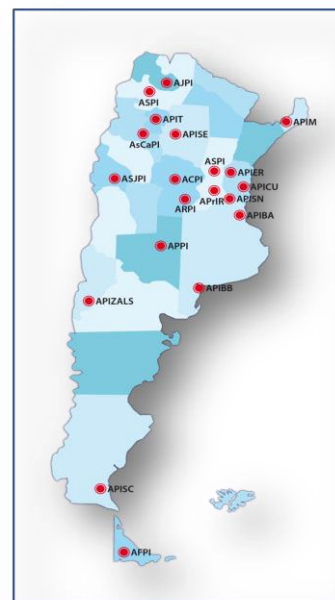 AJPI
ASPI
APIT
APIM
AsCaPI
APISE
ASPI
APIER
ASJPI
ACPI
APICU
APrIR
APISN
ARPI
APIBA
APPI
APIBB
APIZALS
APISC
AFPI